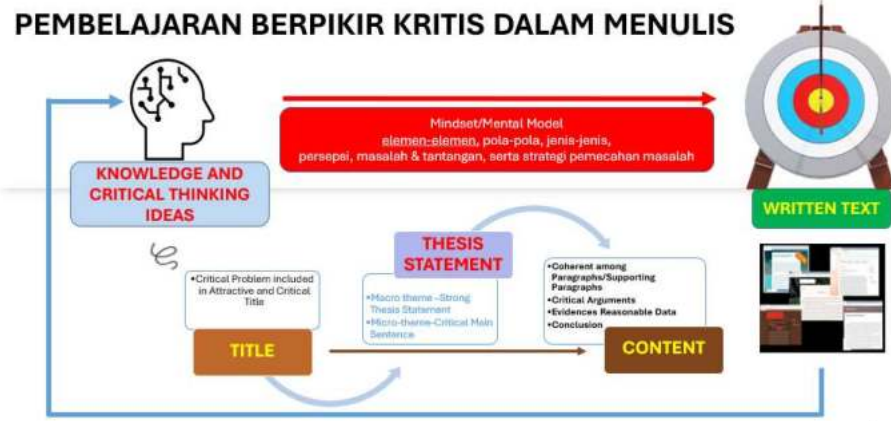 PEMBELAJARAN BERPIKIR KRITIS DALAM MENULIS
Mindset/Mental Model
elemen-elemen, pola-pola, jenis-jenis,
persepsi, masalah & tantangan, serta strategi pemecahan masalah
KNOWLEDGE AND
CRITICAL THINKING
IDEAS
WRITTEN TEXT
THESIS
STATEMENT
•Critical Problem included
in Attractive and Critical
Title
TITLE
•Macro theme –Strong
Thesis Statement
•Micro-theme-Critical Main
Sentence
•Coherent among
Paragraphs/Supporting
Paragraphs
•Critical Arguments
•Evidences Reasonable Data
•Conclusion
CONTENT